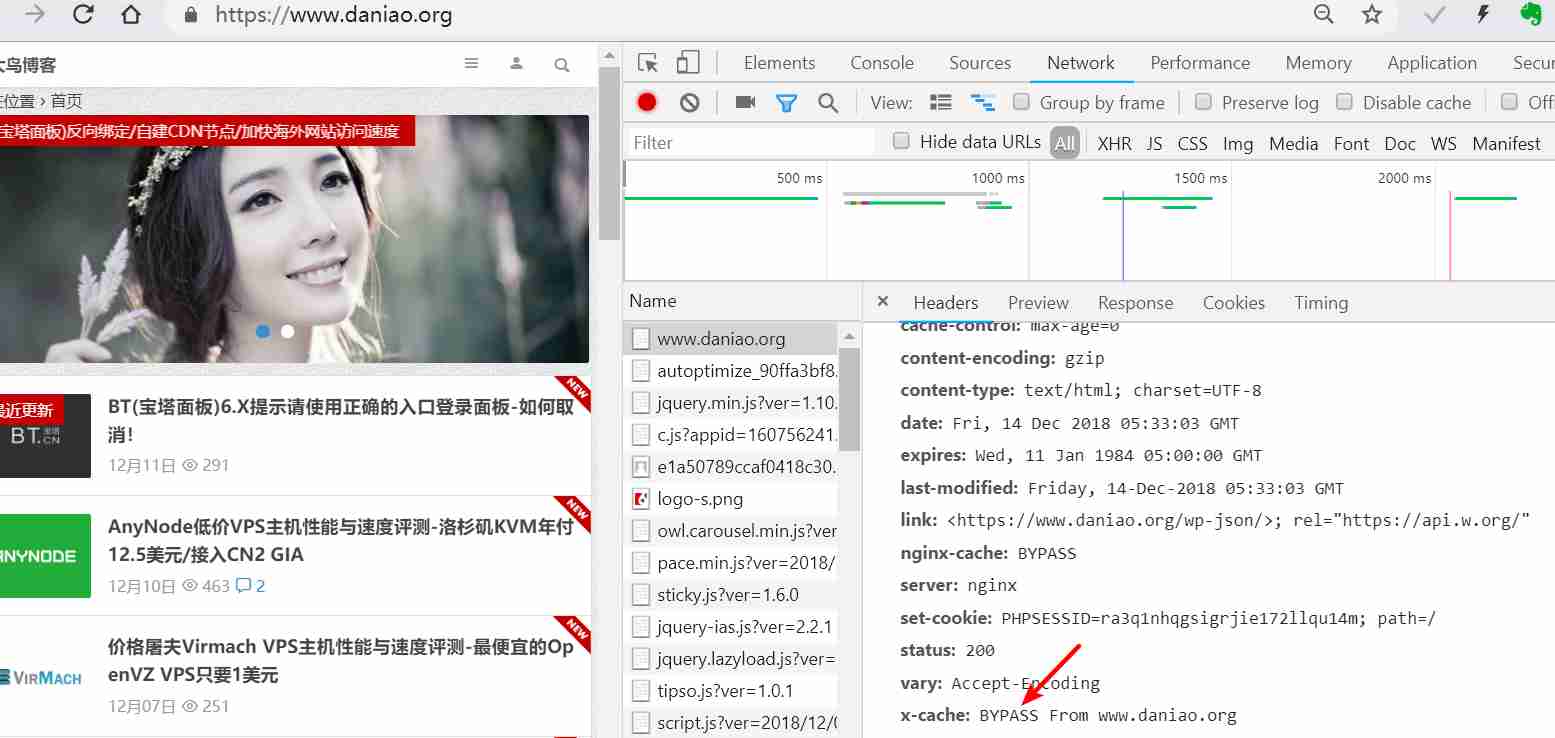 https://www.daniao.org
大鸟博客
在位置 › 首页
宝塔面板)反向绑定/自建CDN节点/加快海外网站访问速度
最近更新
BT.宝塔.CN
NEW
BT(宝塔面板)6.X提示请使用正确的入口登录面板-如何取
消!
12月11日 291
NEW
ANYNODE
AnyNode低价VPS主机性能与速度评测-洛杉矶KVM年付
12.5美元/接入CN2 GIA
12月10日 463 2
NEW
VIRMACH
价格屠夫Virmach VPS主机性能与速度评测-最便宜的Op
enVZ VPS只要1美元
12月07日 251
Elements Console Sources Network Performance Memory Application Secur
View: Group by frame Preserve log Disable cache Off
Filter Hide data URLs All XHR JS CSS Img Media Font Doc WS Manifest
500 ms 1000 ms 1500 ms 2000 ms
Name
www.daniao.org
autoptimize_90ffa3bf8.
jquery.min.js?ver=1.10.
c.js?appid=160756241.
e1a50789ccaf0418c30.
logo-s.png
owl.carousel.min.js?ver
pace.min.js?ver=2018/
sticky.js?ver=1.6.0
jquery-ias.js?ver=2.2.1
jquery.lazyload.js?ver=
tipso.js?ver=1.0.1
script.js?ver=2018/12/0
× Headers Preview Response Cookies Timing
cache-control: max-age=0
content-encoding: gzip
content-type: text/html; charset=UTF-8
date: Fri, 14 Dec 2018 05:33:03 GMT
expires: Wed, 11 Jan 1984 05:00:00 GMT
last-modified: Friday, 14-Dec-2018 05:33:03 GMT
link: <https://www.daniao.org/wp-json/>; rel="https://api.w.org/"
nginx-cache: BYPASS
server: nginx
set-cookie: PHPSESSID=ra3q1nhqgsigrjie172llqu14m; path=/
status: 200
vary: Accept-Encoding
x-cache: BYPASS From www.daniao.org